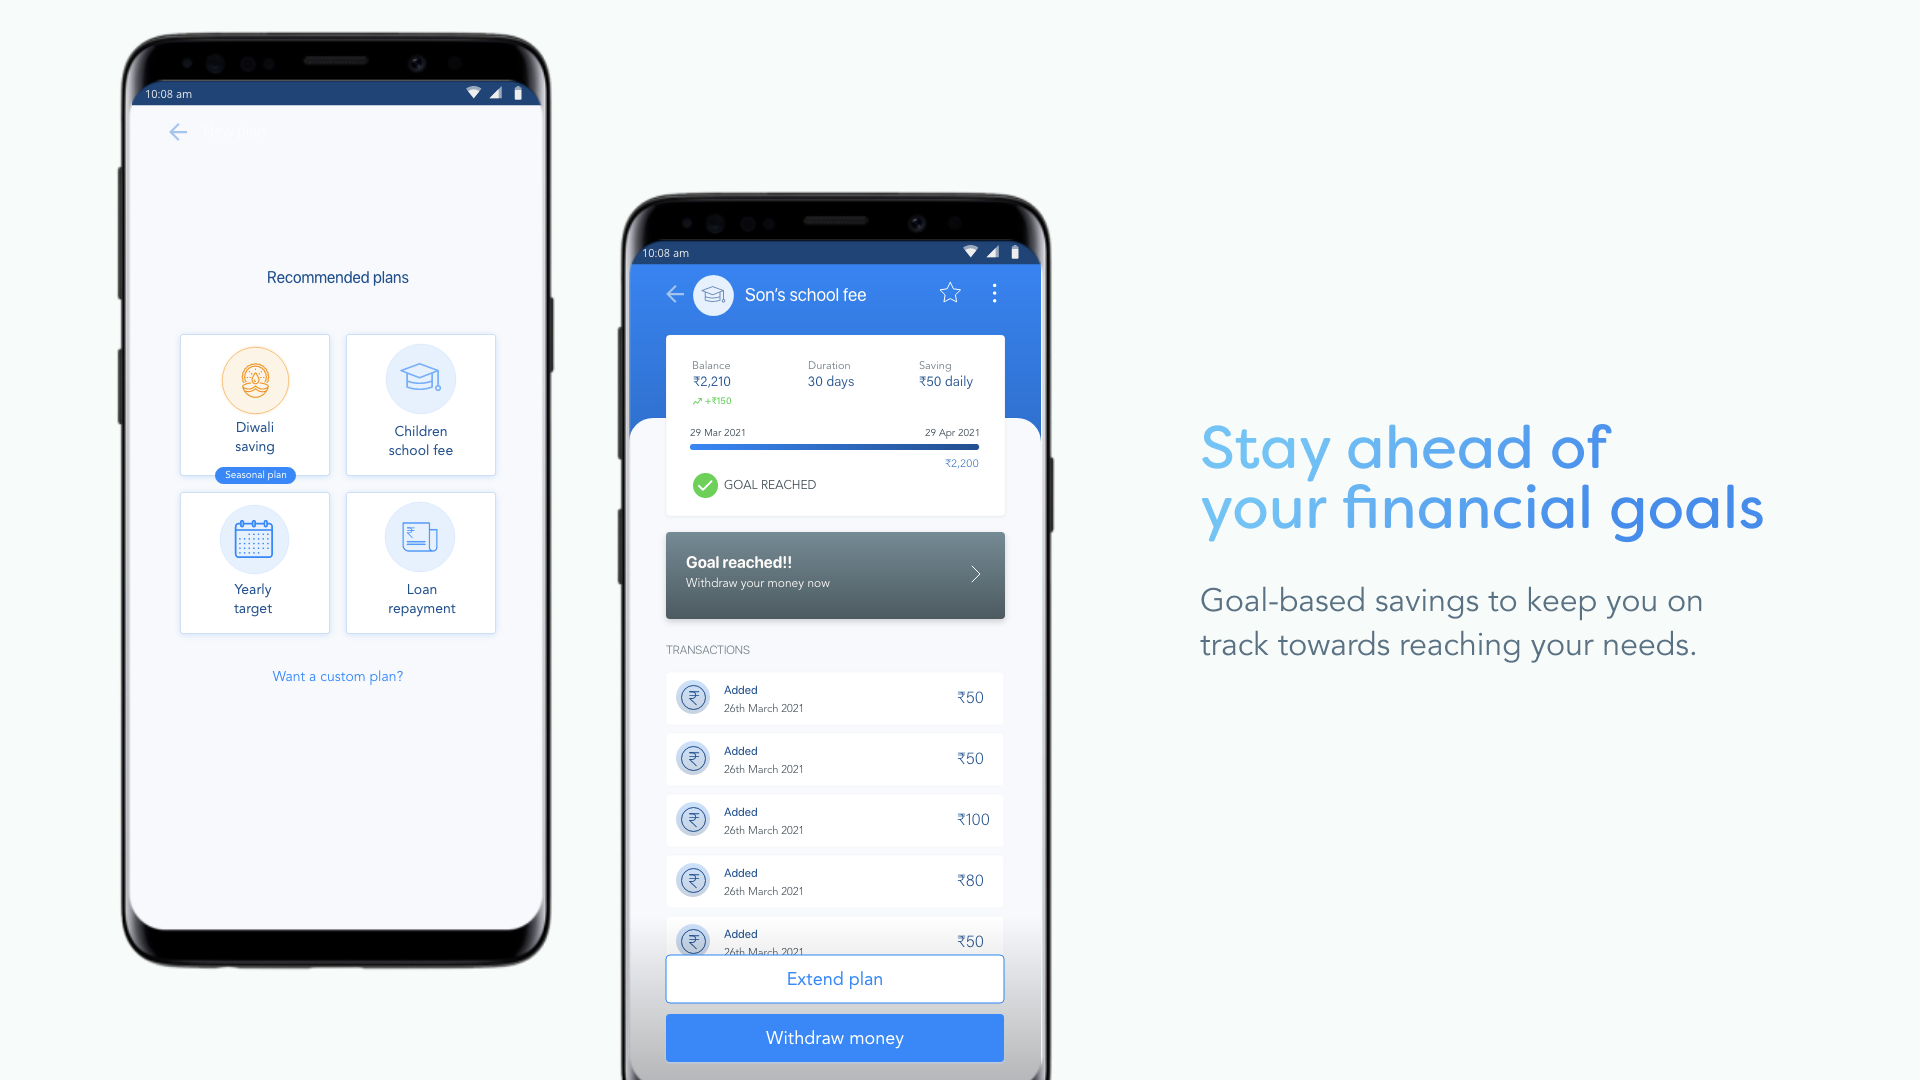 10:08 am
Recommended plans
Diwali
saving
Seasonal plan
Children
school fee
Yearly
target
Loan
repayment
Want a custom plan?
10:08 am
Son's school fee
Balance
Duration
Saving
₹2,210
30 days
₹50 daily
+₹150
29 Mar 2021
29 Apr 2021
₹2,200
GOAL REACHED
Goal reached!!
Withdraw your money now
TRANSACTIONS
Added
26th March 2021
₹50
Added
26th March 2021
₹50
Added
26th March 2021
₹100
Added
26th March 2021
₹80
Added
26th March 2021
₹50
Extend plan
Withdraw money
Stay ahead of
your financial goals
Goal-based savings to keep you on
track towards reaching your needs.